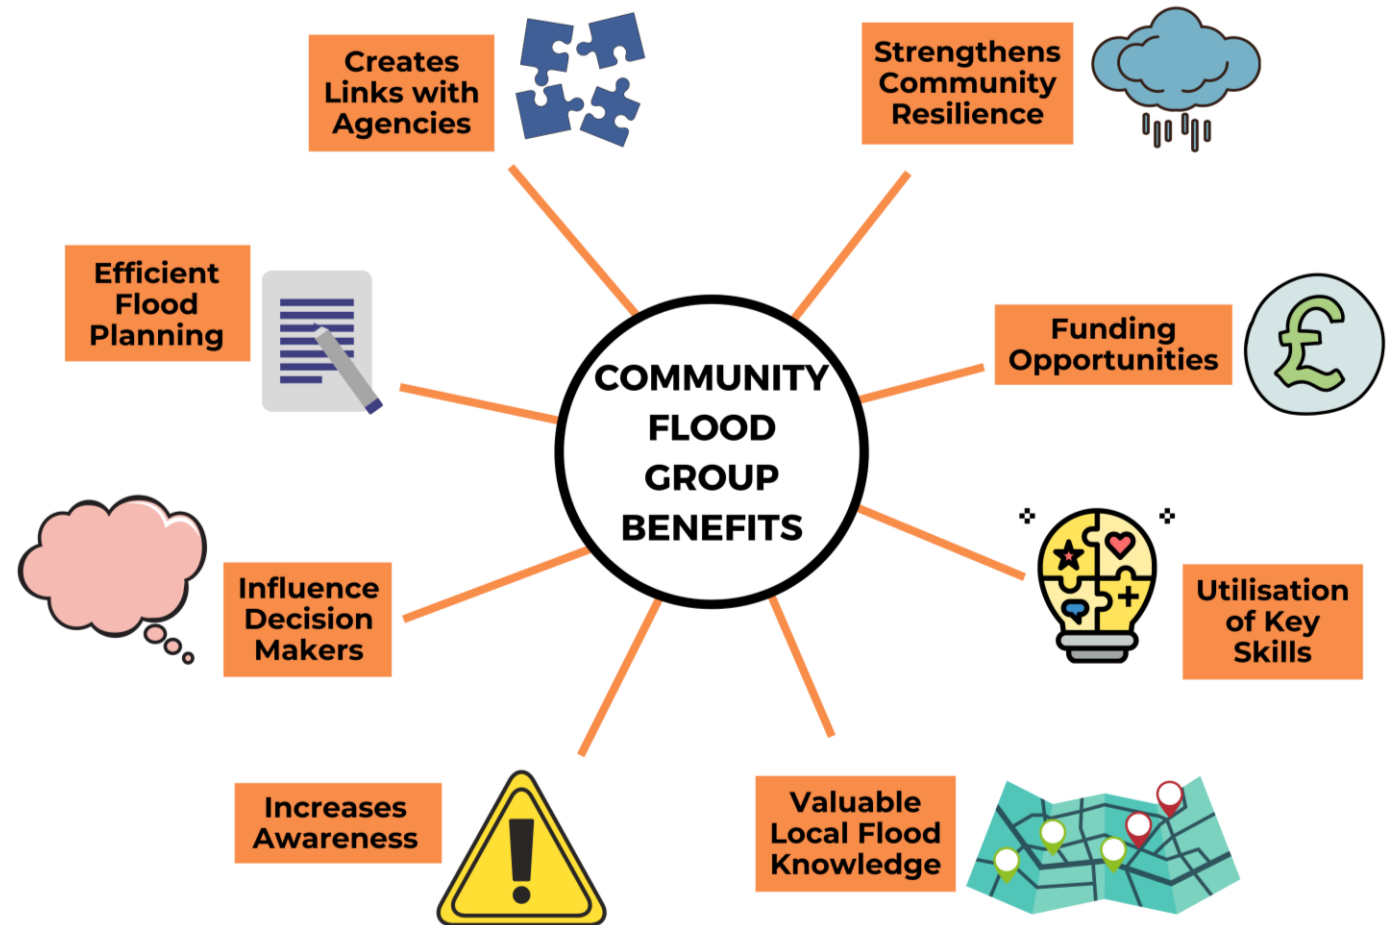 Creates
Links with
Agencies
Strengthens
Community
Resilience
Efficient
Flood
Planning
Funding
Opportunities
£
COMMUNITY
FLOOD
GROUP
BENEFITS
Influence
Decision
Makers
Utilisation
of Key
Skills
Increases
Awareness
!
Valuable
Local Flood
Knowledge